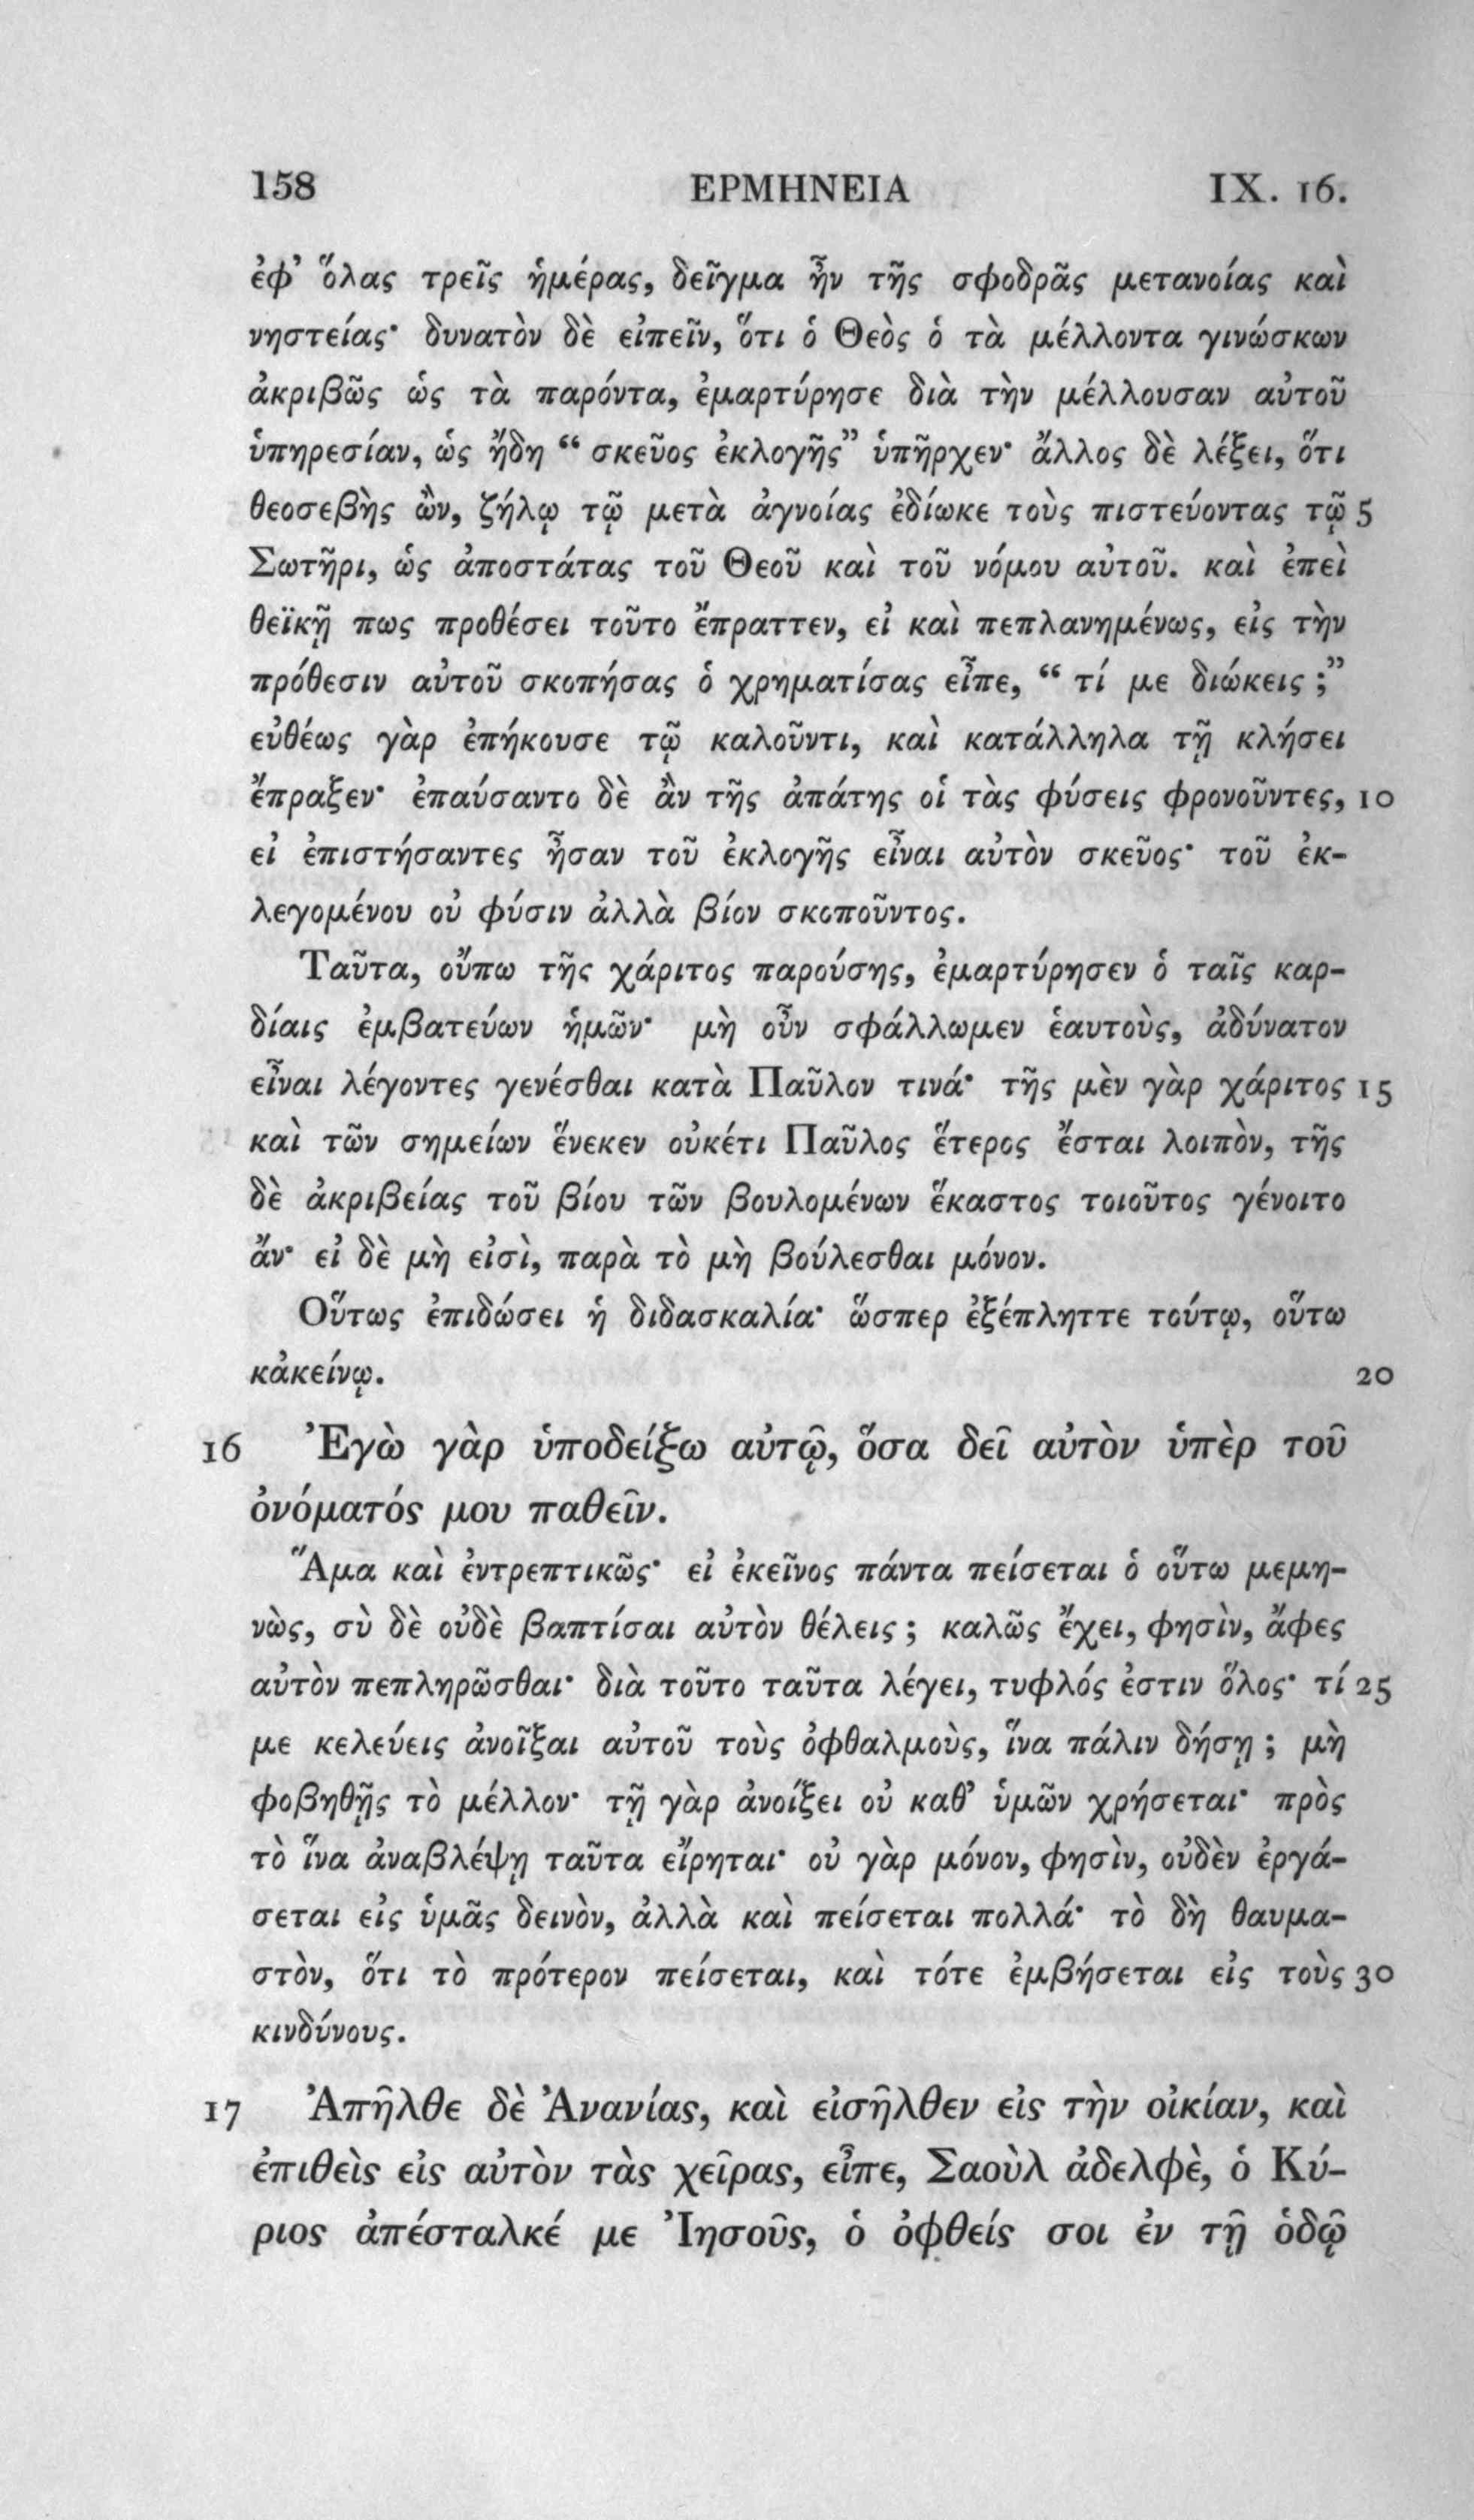 158 ΕΡΜΗΝΕΙΑ IX. 16.
ἐφ’ ὅλας τρεῖς ἡμέρας, δεῖγμα ἦν τῆς σφοδρᾶς μετανοίας καὶ
νηστείας· δυνατὸν δὲ εἰπεῖν, ὅτι ὁ Θεὸς ὁ τὰ μέλλοντα γινώσκων
ἀκριβῶς ὡς τὰ παρόντα, ἐμαρτύρησε διὰ τὴν μέλλουσαν αὐτοῦ
ὑπηρεσίαν, ὡς ἤδη “ σκεῦος ἐκλογῆς” ὑπῆρχεν· ἄλλος δὲ λέξει, ὅτι
θεοσεβὴς ὢν, ζήλῳ τῷ μετὰ ἀγνοίας ἐδίωκε τοὺς πιστεύοντας τῷ 5
Σωτῆρι, ὡς ἀποστάτας τοῦ Θεοῦ καὶ τοῦ νόμου αὐτοῦ. καὶ ἐπεὶ
θεϊκῇ πως προθέσει τοῦτο ἔπραττεν, εἰ καὶ πεπλανημένως, εἰς τὴν
πρόθεσιν αὐτοῦ σκοπήσας ὁ χρηματίσας εἶπε, “ τί με διώκεις ;”
εὐθέως γὰρ ἐπήκουσε τῷ καλοῦντι, καὶ κατάλληλα τῇ κλήσει
ἔπραξεν· ἐπαύσαντο δὲ ἂν τῆς ἀπάτης οἱ τὰς φύσεις φρονοῦντες, 10
εἰ ἐπιστήσαντες ἦσαν τοῦ ἐκλογῆς εἶναι αὐτὸν σκεῦος· τοῦ ἐκ-
λεγομένου οὐ φύσιν ἀλλὰ βίον σκοποῦντος.
Ταῦτα, οὔπω τῆς χάριτος παρούσης, ἐμαρτύρησεν ὁ ταῖς καρ-
δίαις ἐμβατεύων ἡμῶν· μὴ οὖν σφάλλωμεν ἑαυτοὺς, ἀδύνατον
εἶναι λέγοντες γενέσθαι κατὰ Παῦλον τινά· τῆς μὲν γὰρ χάριτος 15
καὶ τῶν σημείων ἕνεκεν οὐκέτι Παῦλος ἕτερος ἔσται λοιπὸν, τῆς
δὲ ἀκριβείας τοῦ βίου τῶν βουλομένων ἕκαστος τοιοῦτος γένοιτο
ἄν· εἰ δὲ μὴ εἰσὶ, παρὰ τὸ μὴ βούλεσθαι μόνον.
Οὕτως ἐπιδώσει ἡ διδασκαλία· ὥσπερ ἐξέπληττε τούτῳ, οὕτω
κἀκείνῳ. 20
16 Ἐγὼ γὰρ ὑποδείξω αὐτῷ, ὅσα δεῖ αὐτὸν ὑπὲρ τοῦ
ὀνόματός μου παθεῖν.
Ἅμα καὶ ἐντρεπτικῶς· εἰ ἐκεῖνος πάντα πείσεται ὁ οὕτω μεμη-
νὼς, σὺ δὲ οὐδὲ βαπτίσαι αὐτὸν θέλεις ; καλῶς ἔχει, φησὶν, ἄφες
αὐτὸν πεπληρῶσθαι· διὰ τοῦτο ταῦτα λέγει, τυφλός ἐστιν ὅλος· τί 25
με κελεύεις ἀνοῖξαι αὐτοῦ τοὺς ὀφθαλμοὺς, ἵνα πάλιν δήσῃ ; μὴ
φοβηθῇς τὸ μέλλον· τῇ γὰρ ἀνοίξει οὐ καθ’ ὑμῶν χρήσεται· πρὸς
τὸ ἵνα ἀναβλέψῃ ταῦτα εἴρηται· οὐ γὰρ μόνον, φησὶν, οὐδὲν ἐργά-
σεται εἰς ὑμᾶς δεινὸν, ἀλλὰ καὶ πείσεται πολλά· τὸ δὴ θαυμα-
στὸν, ὅτι τὸ πρότερον πείσεται, καὶ τότε ἐμβήσεται εἰς τοὺς 30
κινδύνους.
17 Ἀπῆλθε δὲ Ἀνανίας, καὶ εἰσῆλθεν εἰς τὴν οἰκίαν, καὶ
ἐπιθεὶς εἰς αὐτὸν τὰς χεῖρας, εἶπε, Σαοὺλ ἀδελφὲ, ὁ Κύ-
ριος ἀπέσταλκέ με Ἰησοῦς, ὁ ὀφθείς σοι ἐν τῇ ὁδῷ